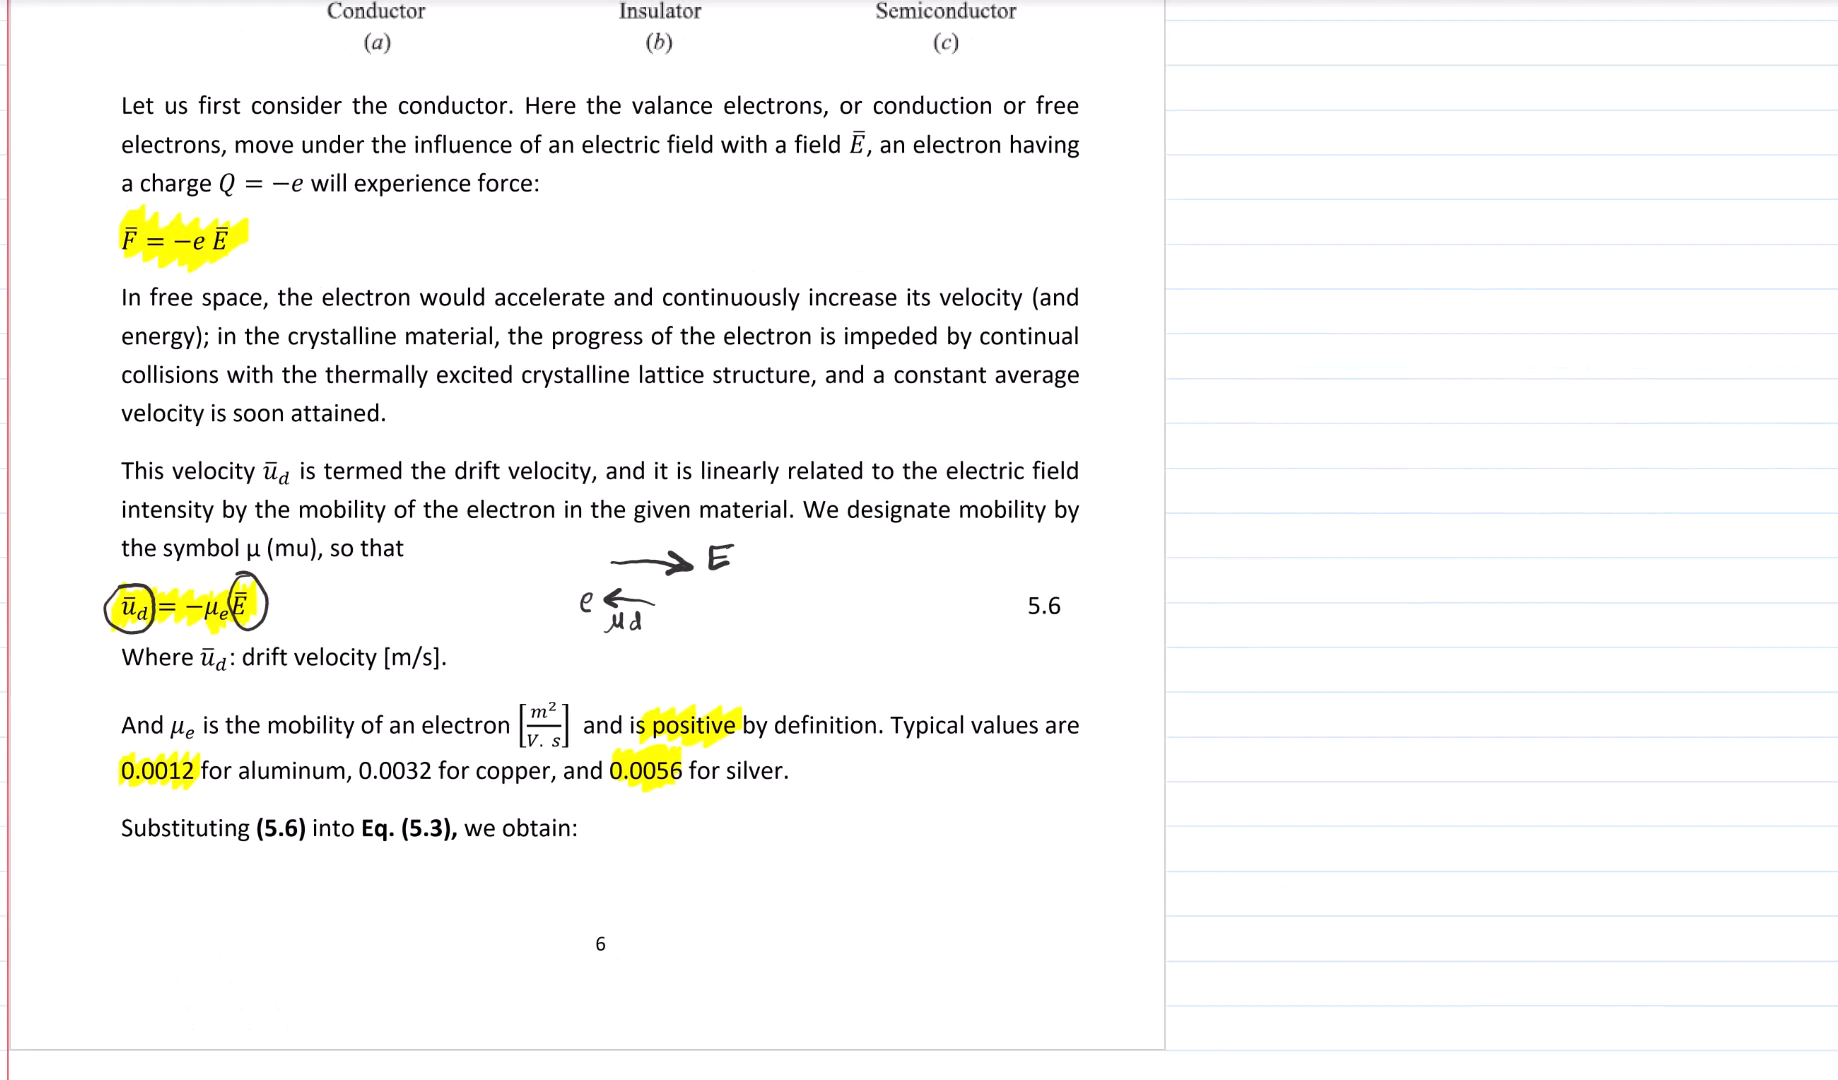 Conductor Insulator Semiconductor
(a) (b) (c)
Let us first consider the conductor. Here the valance electrons, or conduction or free
electrons, move under the influence of an electric field with a field E̅, an electron having
a charge Q = −e will experience force:
F̅ = −e E̅
In free space, the electron would accelerate and continuously increase its velocity (and
energy); in the crystalline material, the progress of the electron is impeded by continual
collisions with the thermally excited crystalline lattice structure, and a constant average
velocity is soon attained.
This velocity u̅_d is termed the drift velocity, and it is linearly related to the electric field
intensity by the mobility of the electron in the given material. We designate mobility by
the symbol µ (mu), so that
→ E
u̅_d = −μ_e E̅ e ← 5.6
μd
Where u̅_d: drift velocity [m/s].
And μ_e is the mobility of an electron [m²/V. s] and is positive by definition. Typical values are
0.0012 for aluminum, 0.0032 for copper, and 0.0056 for silver.
Substituting (5.6) into Eq. (5.3), we obtain:
6